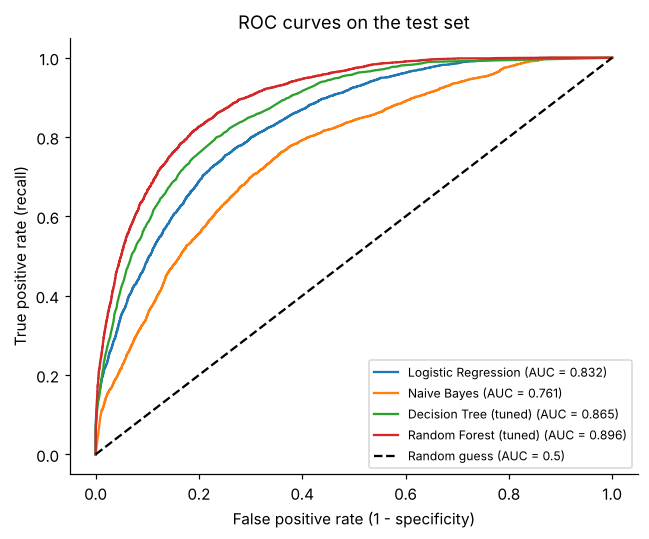 ROC curves on the test set
True positive rate (recall)
1.0
0.8
0.6
0.4
0.2
0.0
Logistic Regression (AUC = 0.832)
Naive Bayes (AUC = 0.761)
Decision Tree (tuned) (AUC = 0.865)
Random Forest (tuned) (AUC = 0.896)
Random guess (AUC = 0.5)
0.0 0.2 0.4 0.6 0.8 1.0
False positive rate (1 - specificity)